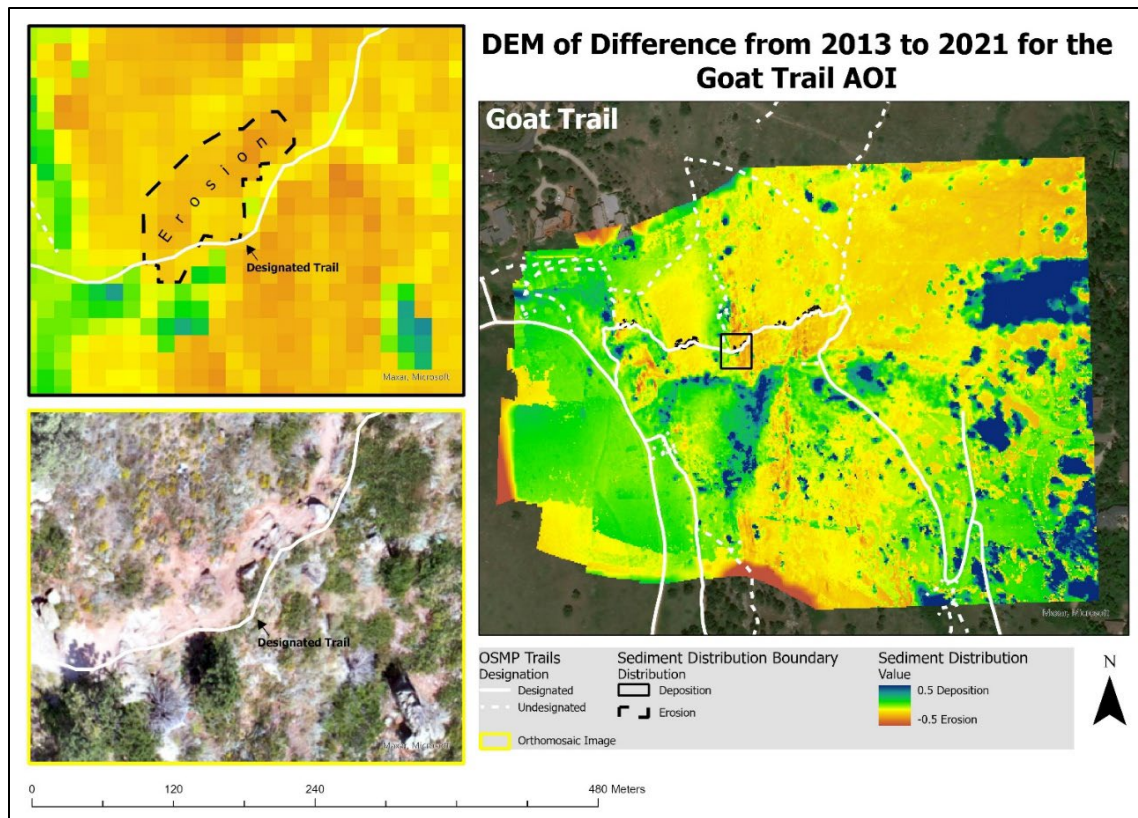 DEM of Difference from 2013 to 2021 for the
Goat Trail AOI
Erosion
Designated Trail
Maxar, Microsoft
Goat Trail
Maxar, Microsoft
Designated Trail
Maxar, Microsoft
OSMP Trails
Designation
Designated
Undesignated
Orthomosaic Image
Sediment Distribution Boundary
Distribution
Deposition
Erosion
Sediment Distribution
Value
0.5 Deposition
-0.5 Erosion
N
0 120 240 480 Meters